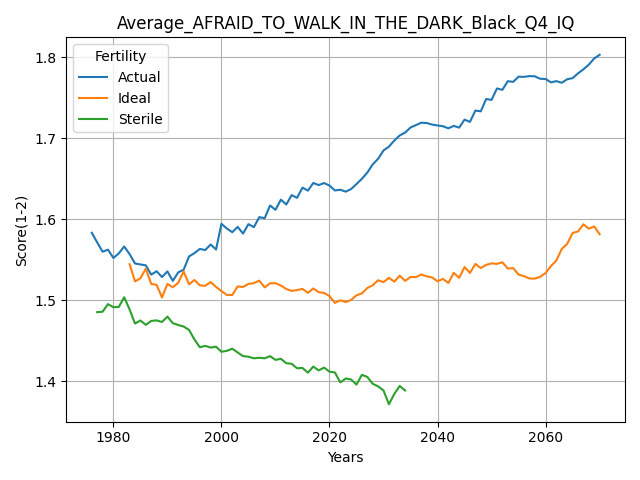 Average_AFRAID_TO_WALK_IN_THE_DARK_Black_Q4_IQ
Fertility
Actual
Ideal
Sterile
Score(1-2)
1.8
1.7
1.6
1.5
1.4
1980 2000 2020 2040 2060
Years